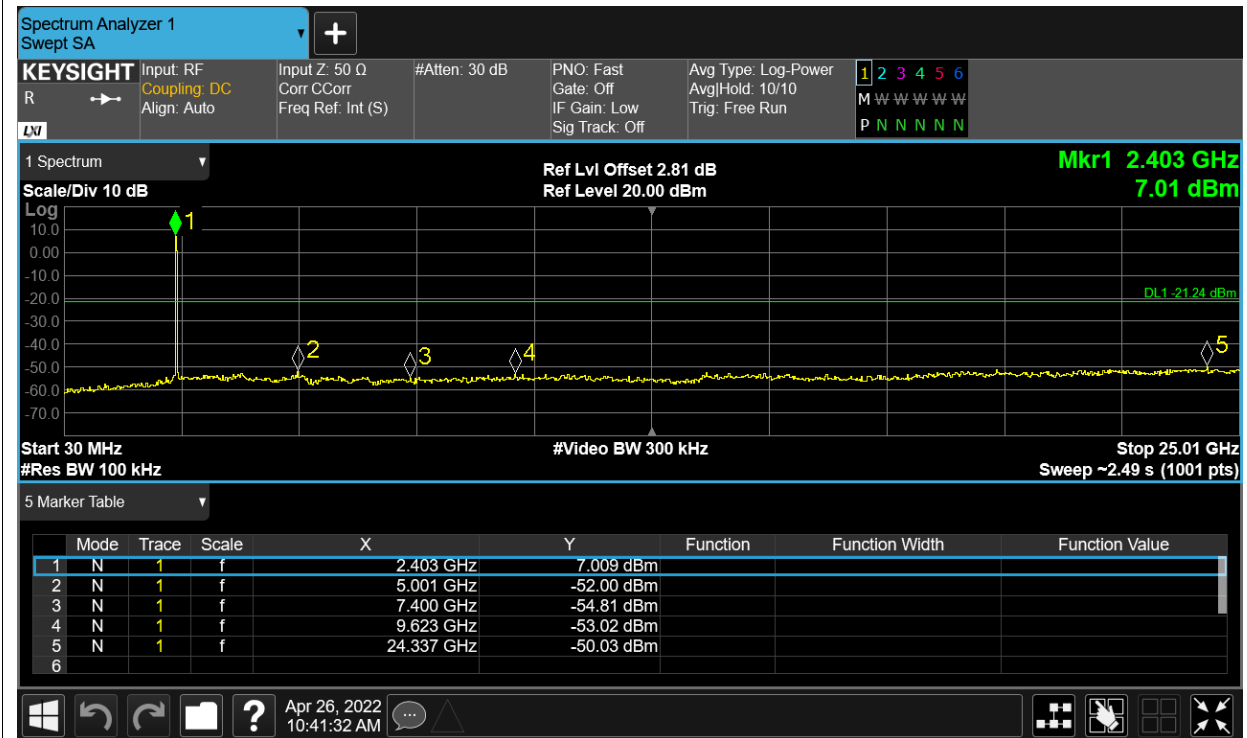 Spectrum Analyzer 1
Swept SA
KEYSIGHT Input: RF Input Z: 50 Ω #Atten: 30 dB PNO: Fast Avg Type: Log-Power 1 2 3 4 5 6
R Coupling: DC Corr CCorr Gate: Off Avg|Hold: 10/10 M W W W W W
Align: Auto Freq Ref: Int (S) IF Gain: Low Trig: Free Run
LXI Sig Track: Off P N N N N N
1 Spectrum Ref Lvl Offset 2.81 dB Mkr1 2.403 GHz
Scale/Div 10 dB Ref Level 20.00 dBm 7.01 dBm
Log
1
10.0
0.00
-10.0
-20.0 DL1 -21.24 dBm
-30.0
-40.0
2 3 4 5
-50.0
-60.0
-70.0
Start 30 MHz #Video BW 300 kHz Stop 25.01 GHz
#Res BW 100 kHz Sweep ~2.49 s (1001 pts)
5 Marker Table
Mode Trace Scale X Y Function Function Width Function Value
1 N 1 f 2.403 GHz 7.009 dBm
2 N 1 f 5.001 GHz -52.00 dBm
3 N 1 f 7.400 GHz -54.81 dBm
4 N 1 f 9.623 GHz -53.02 dBm
5 N 1 f 24.337 GHz -50.03 dBm
6
? Apr 26, 2022
10:41:32 AM